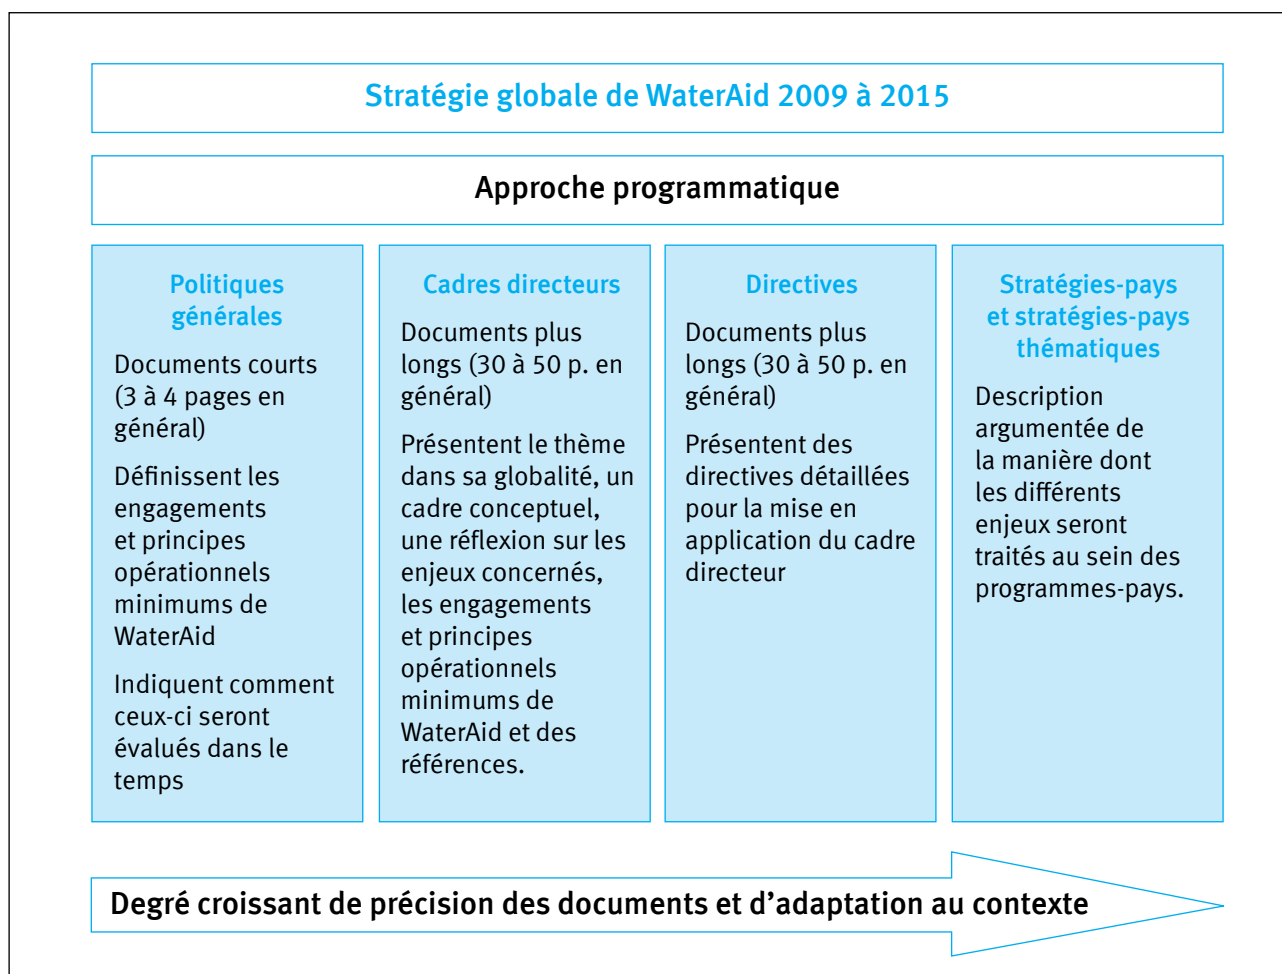 Stratégie globale de WaterAid 2009 à 2015
Approche programmatique
Politiques
générales
Documents courts
(3 à 4 pages en
général)
Définissent les
engagements
et principes
opérationnels
minimums de
WaterAid
Indiquent comment
ceux-ci seront
évalués dans le
temps
Cadres directeurs
Documents plus
longs (30 à 50 p. en
général)
Présentent le thème
dans sa globalité, un
cadre conceptuel,
une réflexion sur les
enjeux concernés,
les engagements
et principes
opérationnels
minimums de
WaterAid et des
références.
Directives
Documents plus
longs (30 à 50 p. en
général)
Présentent des
directives détaillées
pour la mise en
application du cadre
directeur
Stratégies-pays
et stratégies-pays
thématiques
Description
argumentée de
la manière dont
les différents
enjeux seront
traités au sein des
programmes-pays.
Degré croissant de précision des documents et d’adaptation au contexte